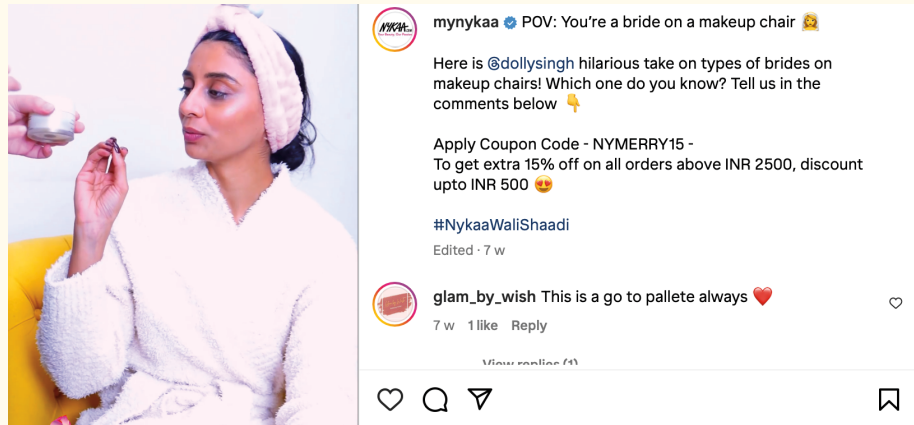 NYKAA
mynykaa POV: You're a bride on a makeup chair 👰
Here is @dollysingh hilarious take on types of brides on
makeup chairs! Which one do you know? Tell us in the
comments below 👇
Apply Coupon Code - NYMERRY15 -
To get extra 15% off on all orders above INR 2500, discount
upto INR 500 😍
#NykaaWaliShaadi
Edited · 7 w
glam_by_wish This is a go to pallete always ❤️
7 w 1 like Reply
View replies (1)